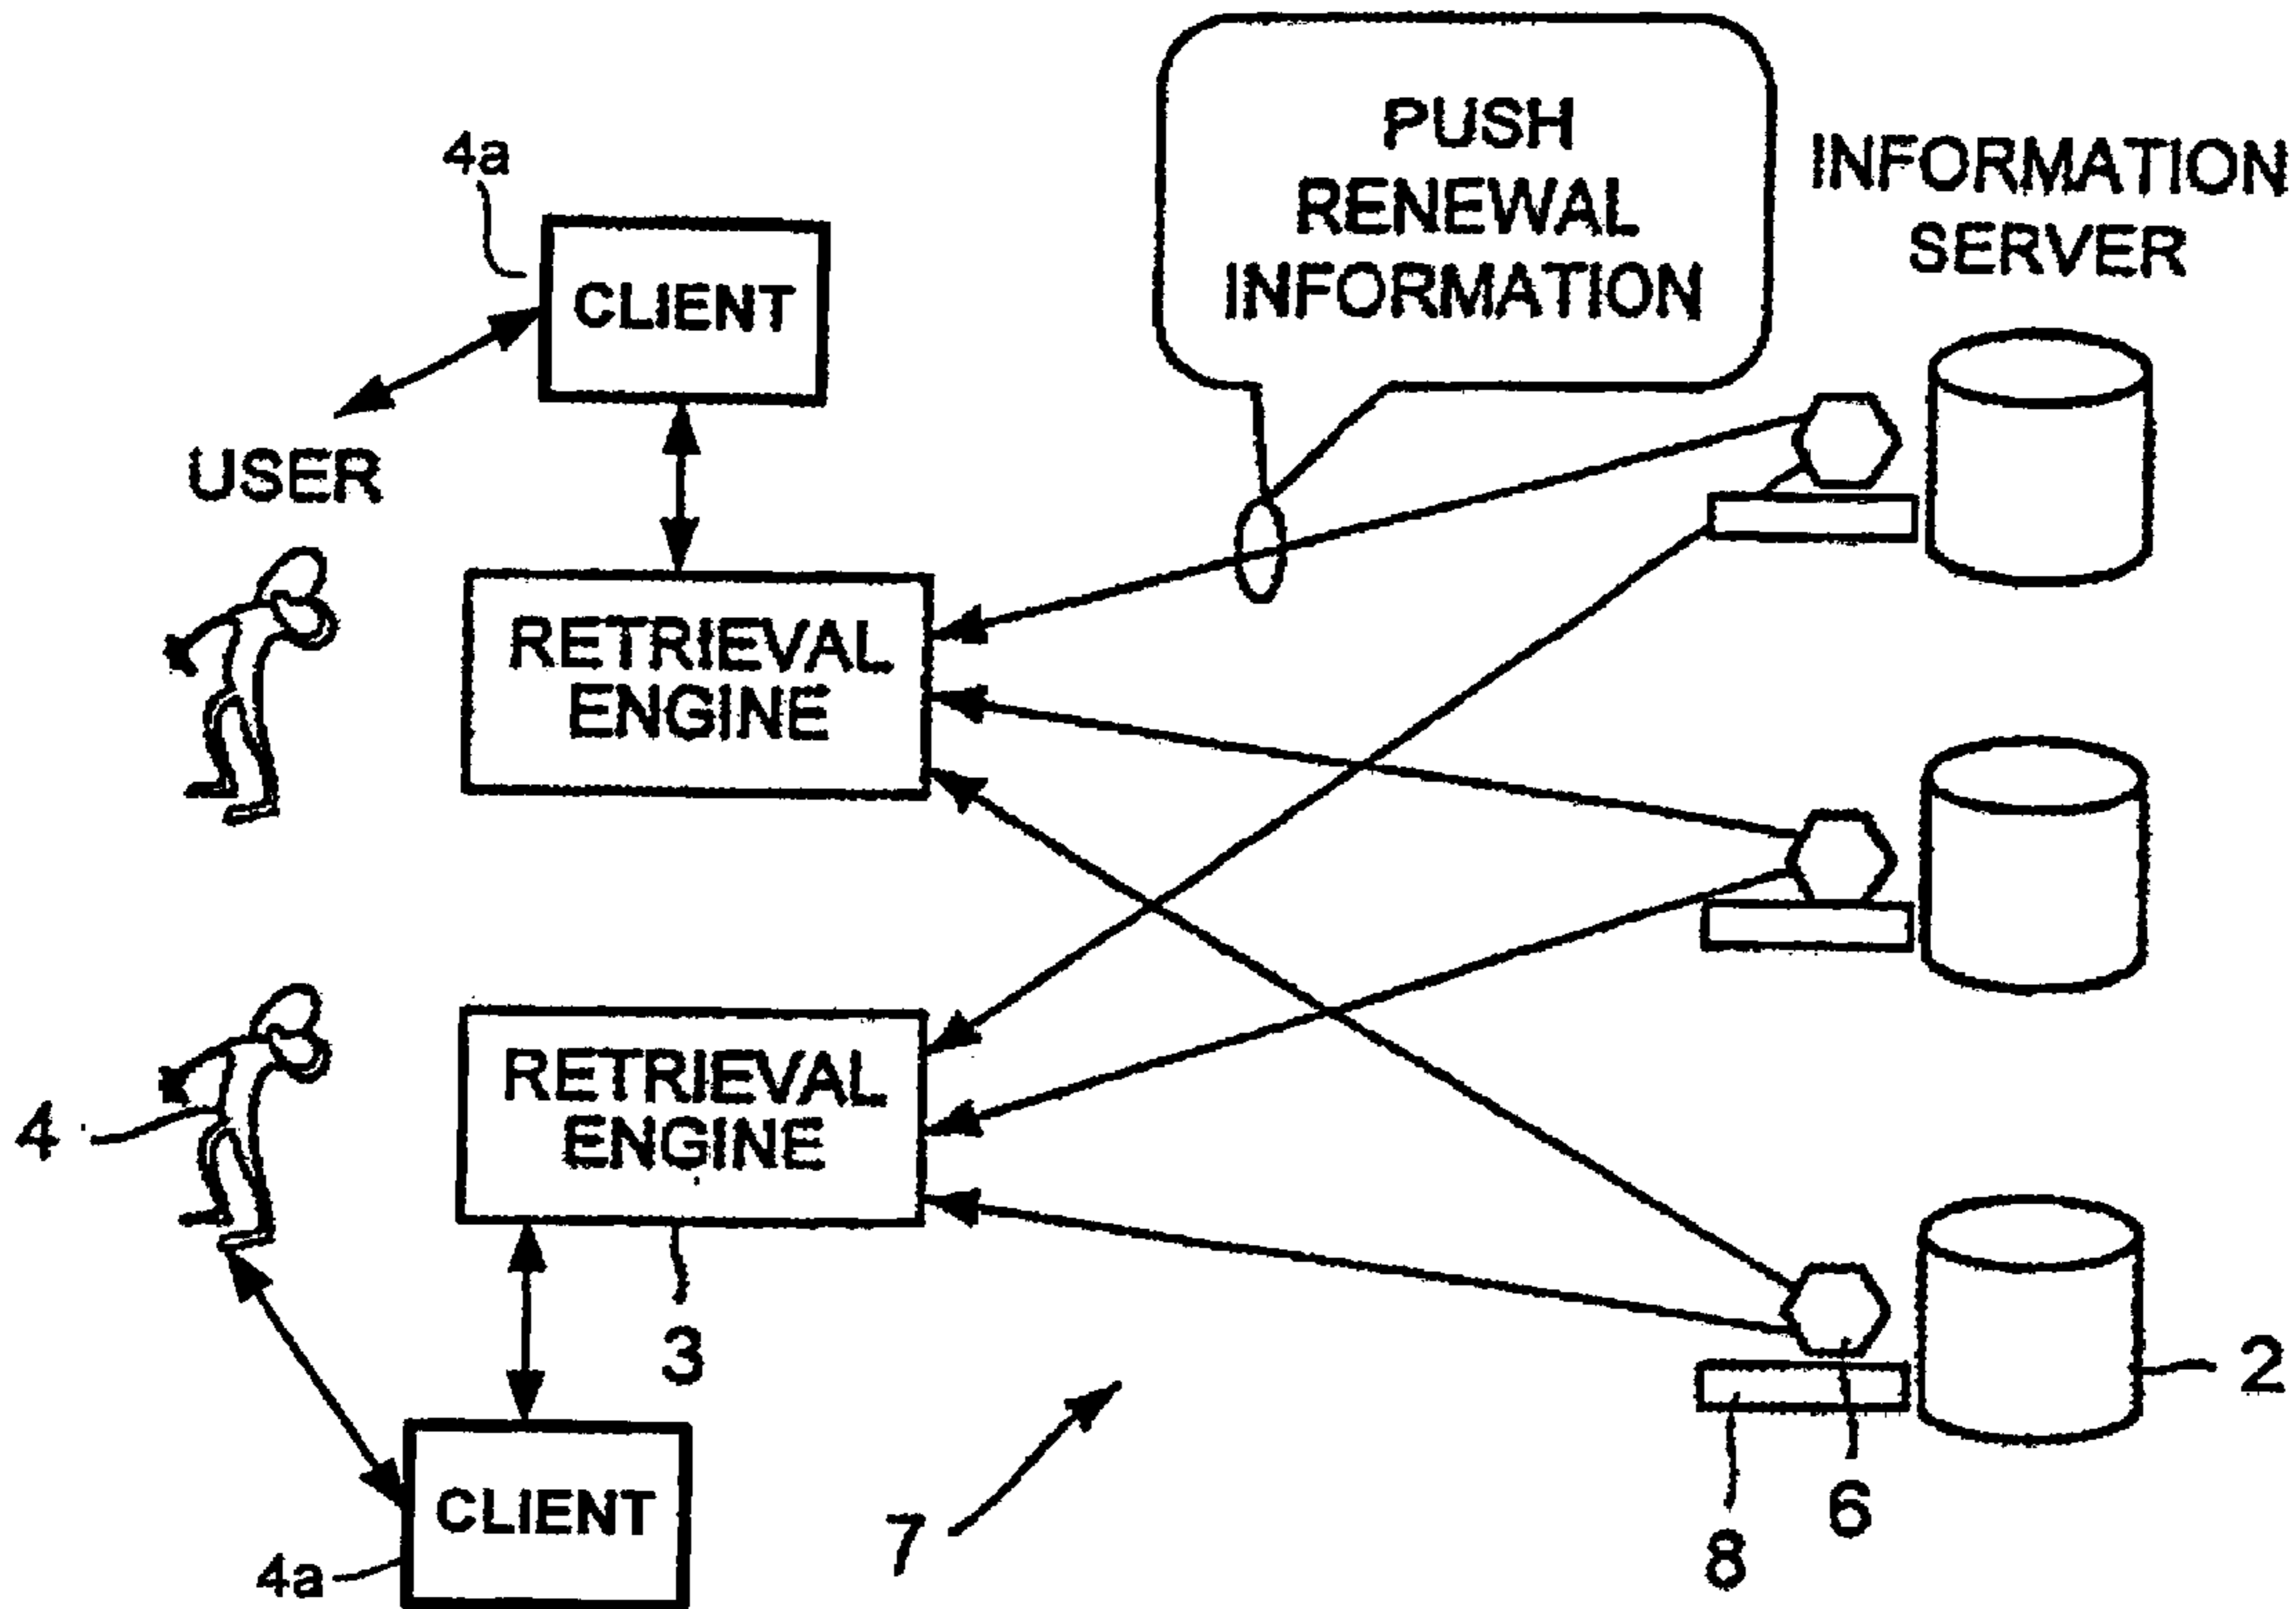 4a
CLIENT
PUSH
RENEWAL
INFORMATION
INFORMATION
SERVER
USER
RETRIEVAL
ENGINE
RETRIEVAL
ENGINE
4
3
2
CLIENT
4a
7
8
6